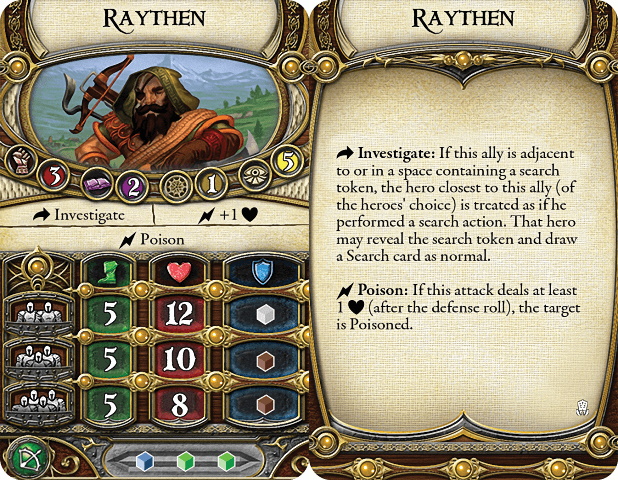 RAYTHEN
3
2
1
5
Investigate
+1
Poison
5 12
5 10
5 8
RAYTHEN
Investigate: If this ally is adjacent
to or in a space containing a search
token, the hero closest to this ally (of
the heroes' choice) is treated as if he
performed a search action. That hero
may reveal the search token and draw
a Search card as normal.
Poison: If this attack deals at least
1 (after the defense roll), the target
is Poisoned.